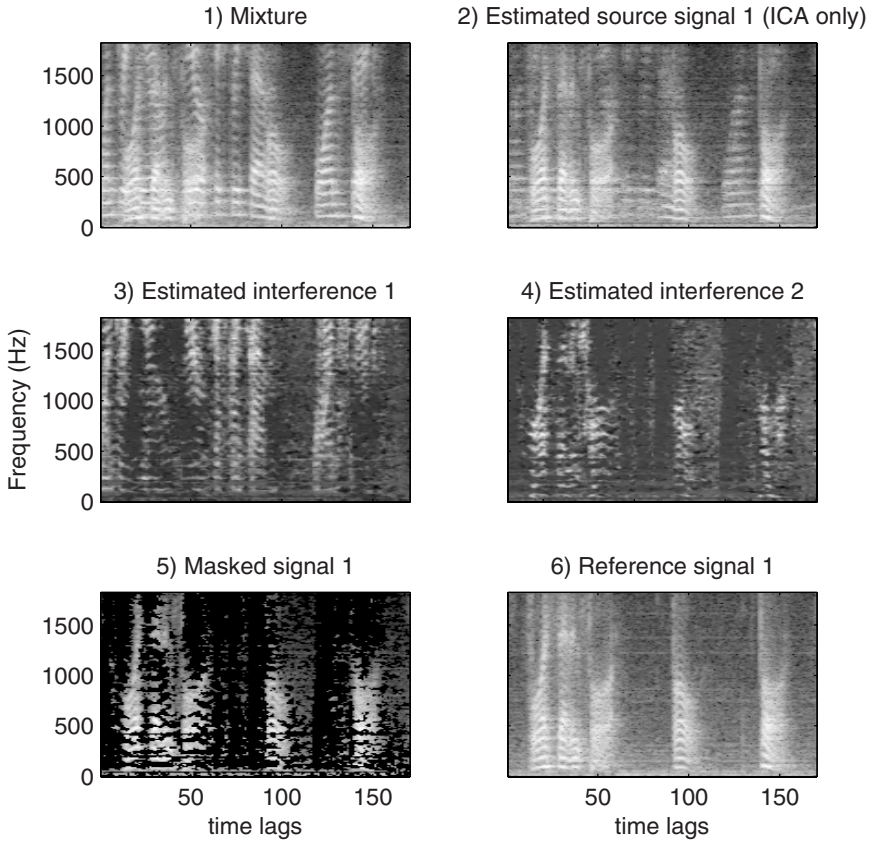 1) Mixture
2) Estimated source signal 1 (ICA only)
1500
1000
500
0
3) Estimated interference 1
4) Estimated interference 2
Frequency (Hz)
1500
1000
500
0
5) Masked signal 1
6) Reference signal 1
1500
1000
500
0
50 100 150
50 100 150
time lags
time lags